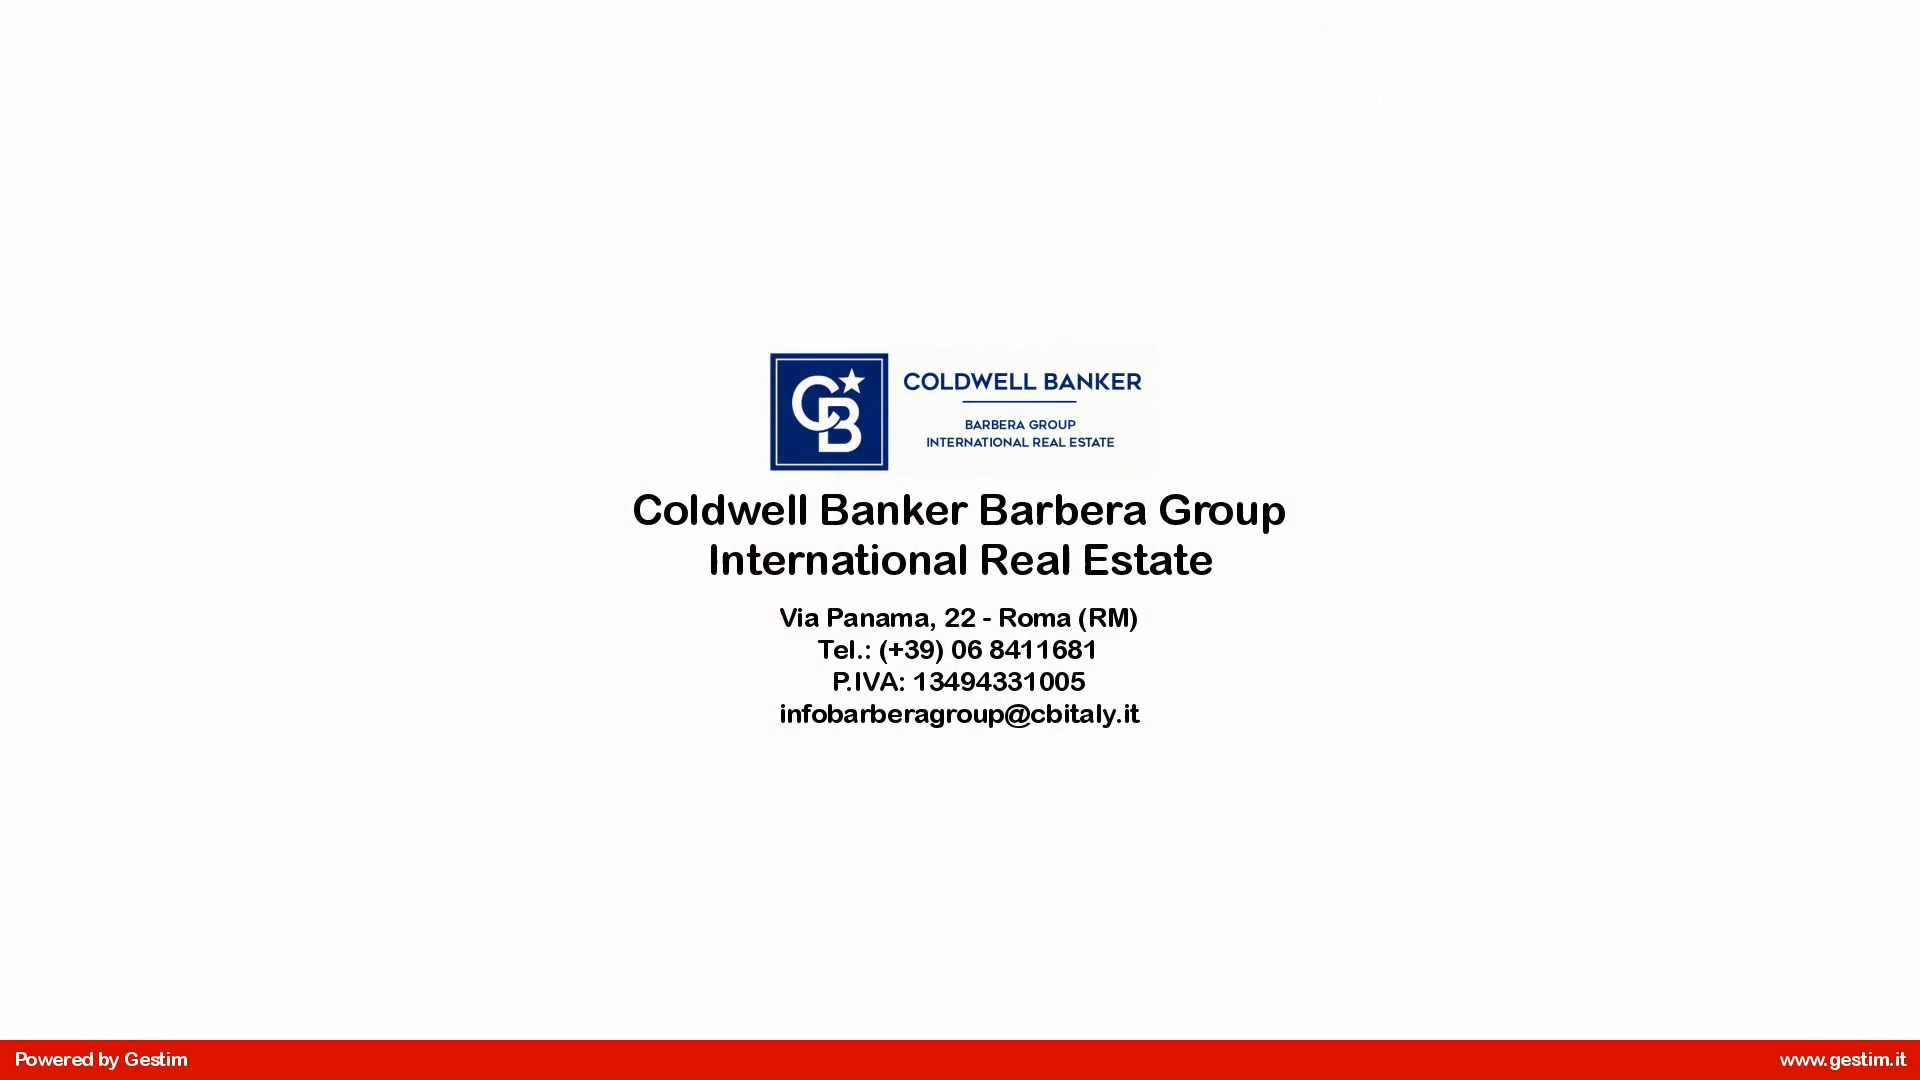 CB
COLDWELL BANKER
BARBERA GROUP
INTERNATIONAL REAL ESTATE
Coldwell Banker Barbera Group
International Real Estate
Via Panama, 22 - Roma (RM)
Tel.: (+39) 06 8411681
P.IVA: 13494331005
infobarberagroup@cbitaly.it
Powered by Gestim
www.gestim.it